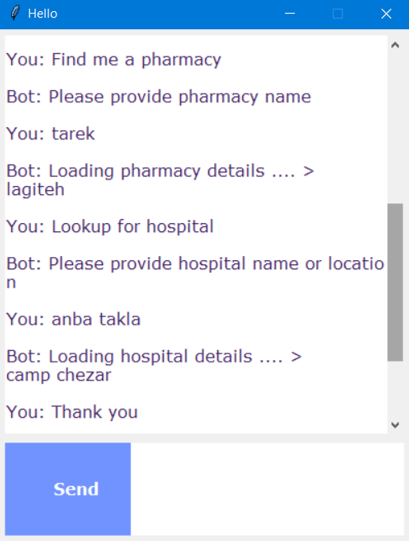 Hello
You: Find me a pharmacy
Bot: Please provide pharmacy name
You: tarek
Bot: Loading pharmacy details .... >
lagiteh
You: Lookup for hospital
Bot: Please provide hospital name or locatio
n
You: anba takla
Bot: Loading hospital details .... >
camp chezar
You: Thank you
Send